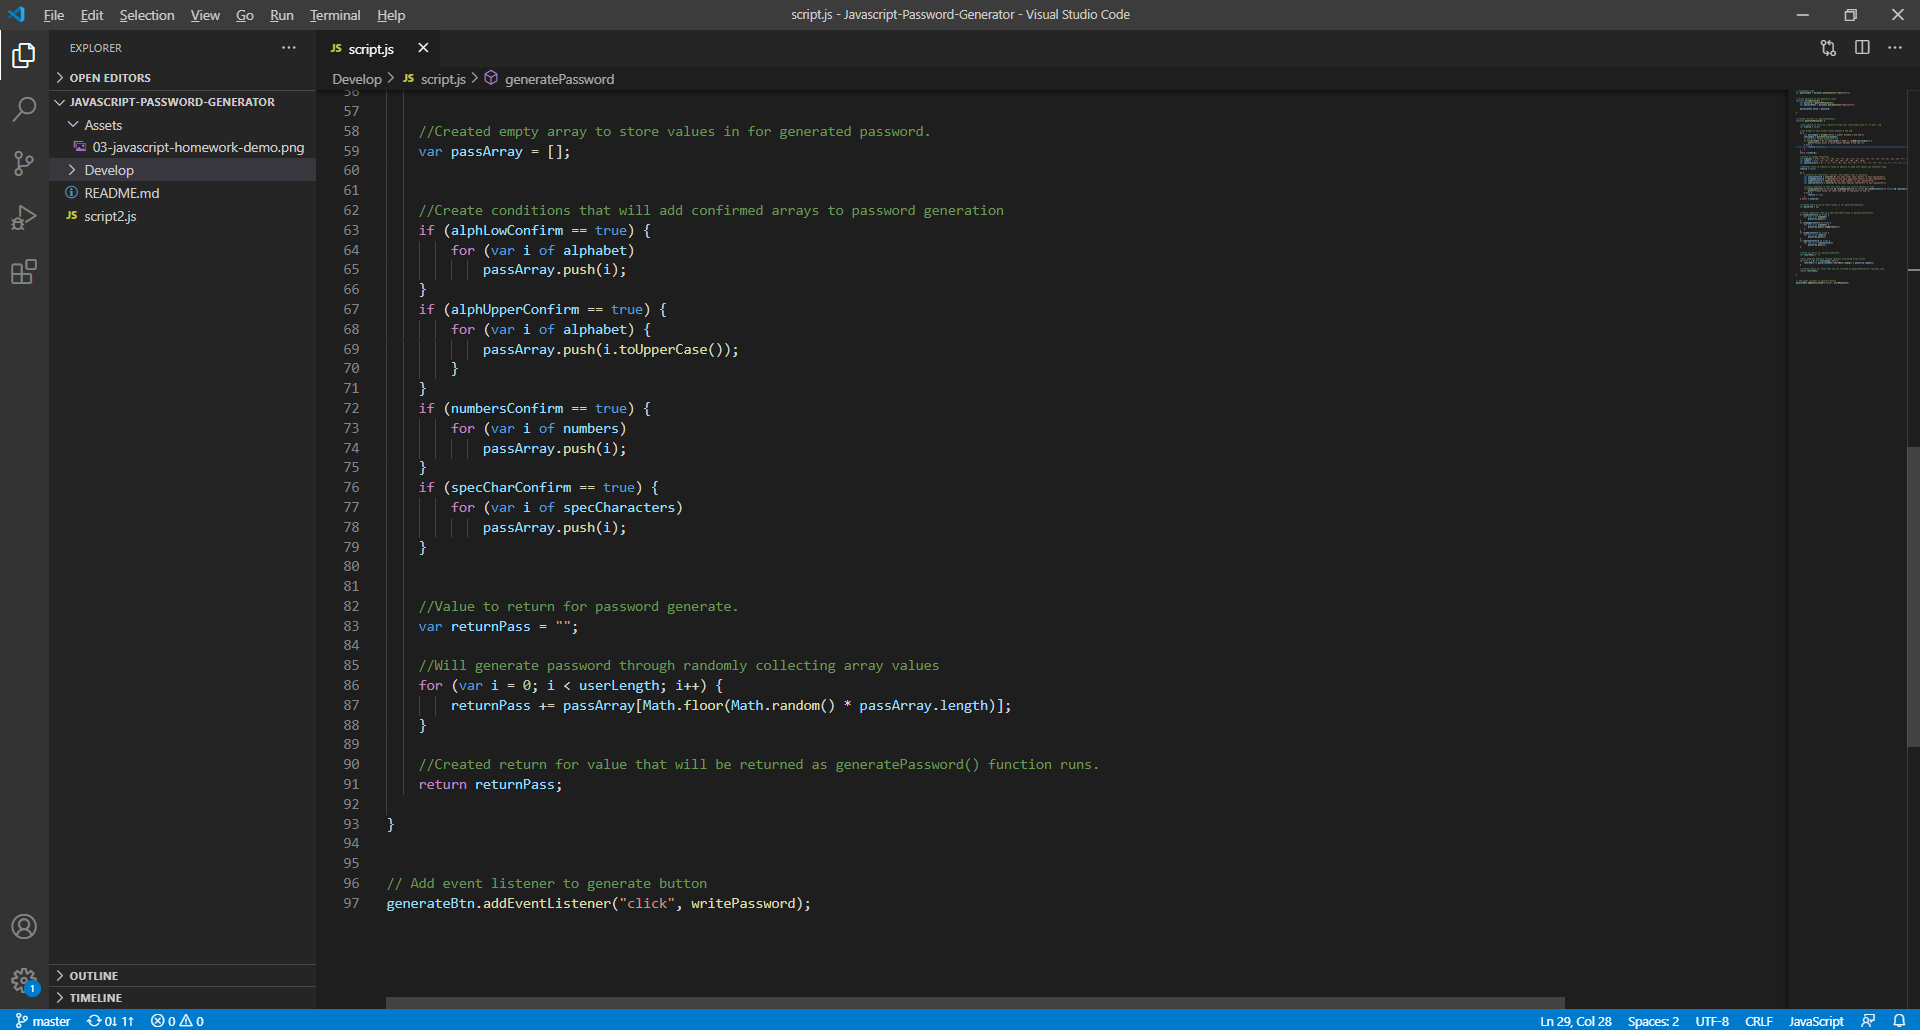 File Edit Selection View Go Run Terminal Help
script.js - Javascript-Password-Generator - Visual Studio Code
EXPLORER
OPEN EDITORS
JAVASCRIPT-PASSWORD-GENERATOR
Assets
03-javascript-homework-demo.png
Develop
README.md
JS script2.js
OUTLINE
TIMELINE
JS script.js
Develop > JS script.js > generatePassword
56
57
58 //Created empty array to store values in for generated password.
59 var passArray = [];
60
61
62 //Create conditions that will add confirmed arrays to password generation
63 if (alphLowConfirm == true) {
64 for (var i of alphabet)
65 passArray.push(i);
66 }
67 if (alphUpperConfirm == true) {
68 for (var i of alphabet) {
69 passArray.push(i.toUpperCase());
70 }
71 }
72 if (numbersConfirm == true) {
73 for (var i of numbers)
74 passArray.push(i);
75 }
76 if (specCharConfirm == true) {
77 for (var i of specCharacters)
78 passArray.push(i);
79 }
80
81
82 //Value to return for password generate.
83 var returnPass = "";
84
85 //Will generate password through randomly collecting array values
86 for (var i = 0; i < userLength; i++) {
87 returnPass += passArray[Math.floor(Math.random() * passArray.length)];
88 }
89
90 //Created return for value that will be returned as generatePassword() function runs.
91 return returnPass;
92
93 }
94
95
96 // Add event listener to generate button
97 generateBtn.addEventListener("click", writePassword);
1
master 0↓ 1↑ 0 0
Ln 29, Col 28 Spaces: 2 UTF-8 CRLF JavaScript